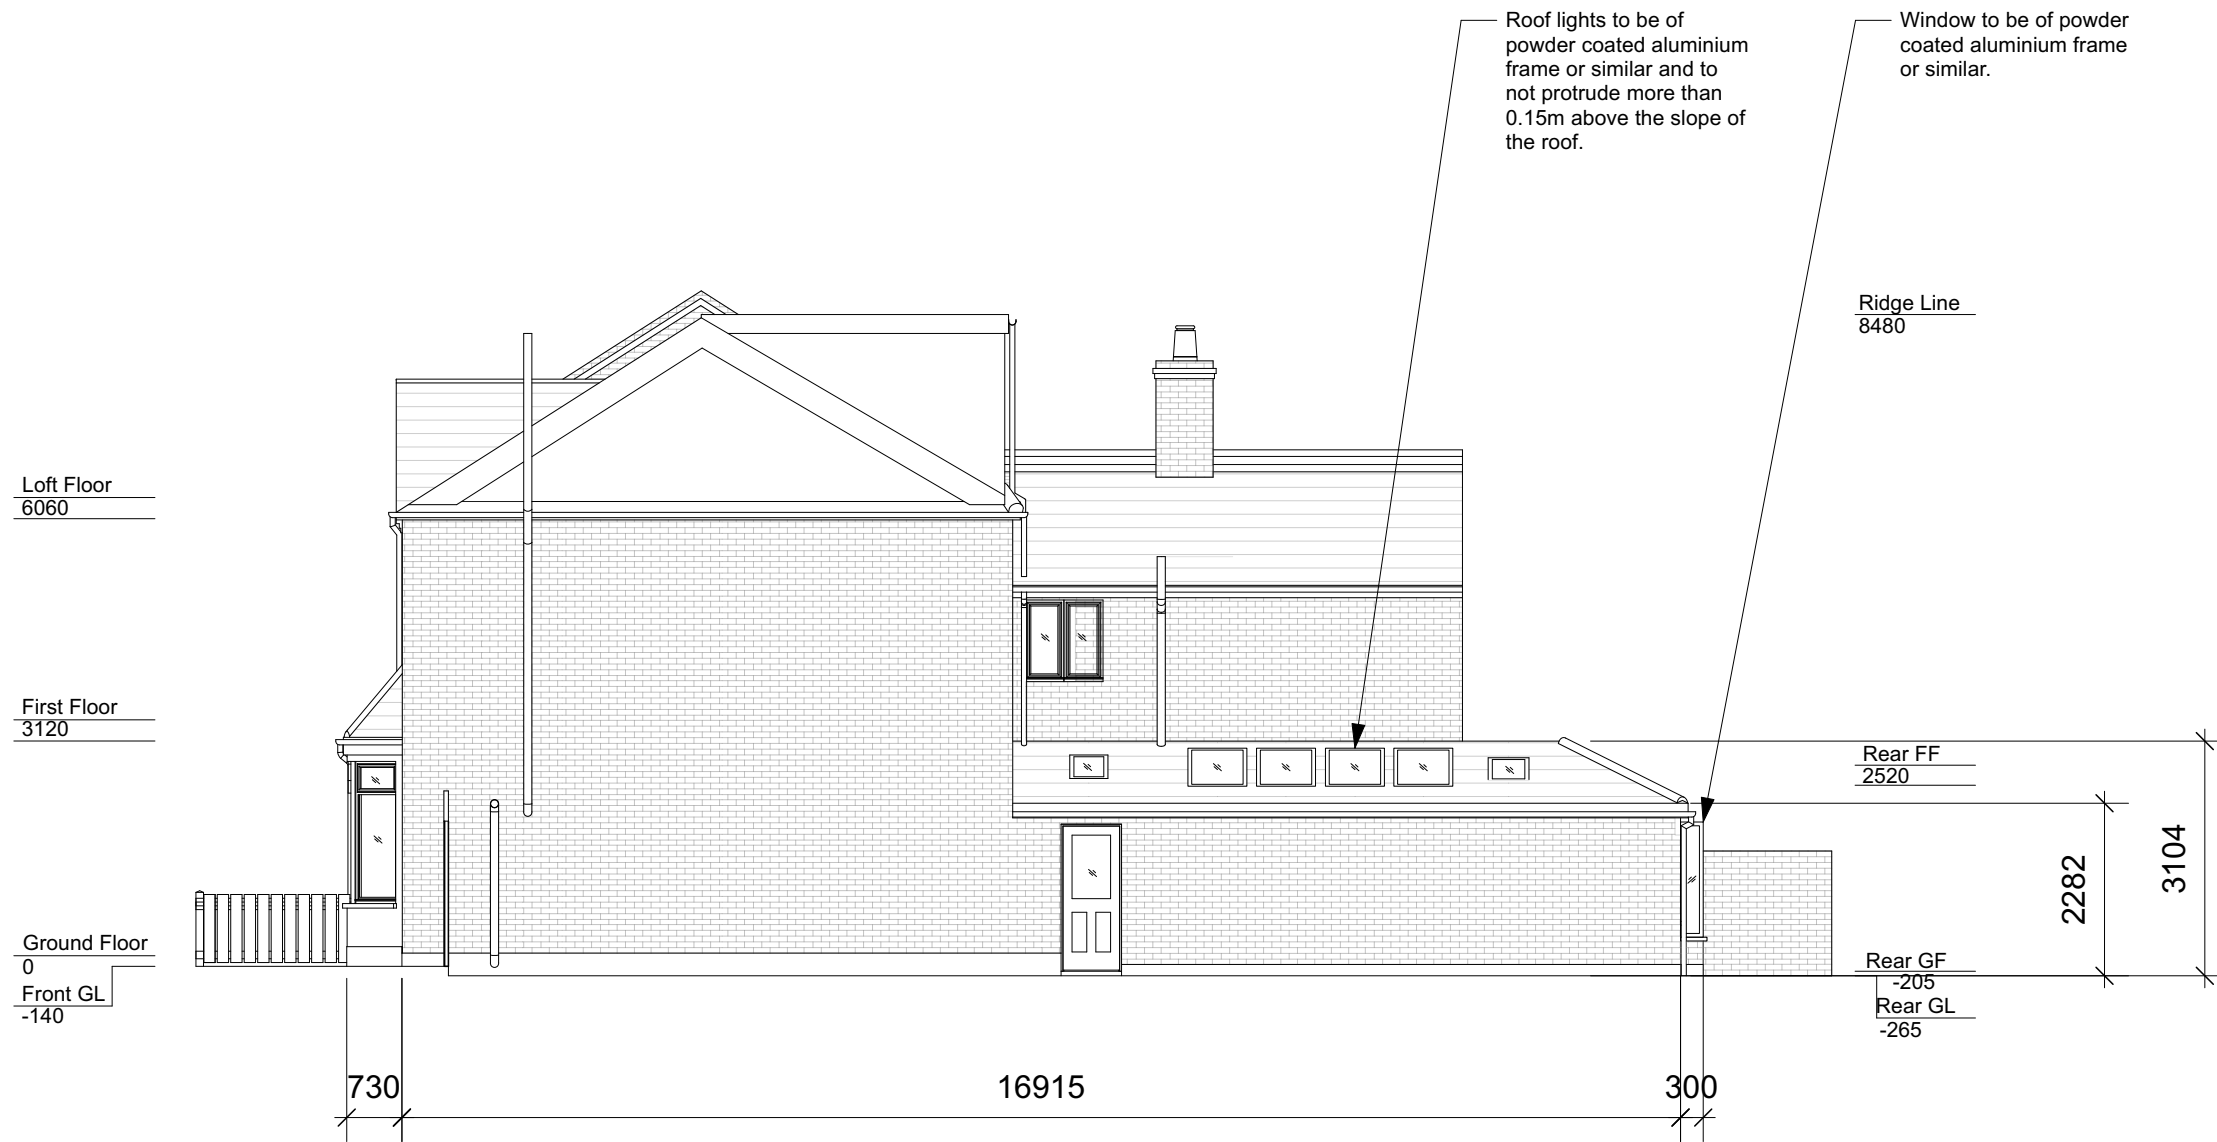 Roof lights to be of
powder coated aluminium
frame or similar and to
not protrude more than
0.15m above the slope of
the roof.
Window to be of powder
coated aluminium frame
or similar.
Ridge Line
8480
Loft Floor
6060
First Floor
3120
Rear FF
2520
3104
2282
Ground Floor
0
Front GL
-140
Rear GF
-205
Rear GL
-265
730
16915
300